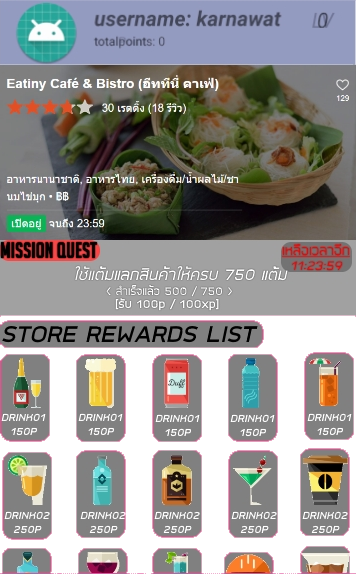 username: karnawat
totalpoints: 0
Eatiny Café & Bistro (อีททีนี่ คาเฟ่)
30 เรตติ้ง (18 รีวิว)
129
อาหารนานาชาติ, อาหารไทย, เครื่องดื่ม/น้ำผลไม้/ชา
นมไข่มุก • ฿฿
เปิดอยู่ จนถึง 23:59
MISSION QUEST
เหลือเวลาอีก
11:23:59
ใช้แต้มแลกสินค้าให้ครบ 750 แต้ม
( สำเร็จแล้ว 500 / 750 )
[รับ 100p / 100xp]
STORE REWARDS LIST
DRINK01 DRINK01 DRINK01 DRINK01 DRINK01
150P 150P 150P 150P 150P
DRINK02 DRINK02 DRINK02 DRINK02 DRINK02
250P 250P 250P 250P 250P